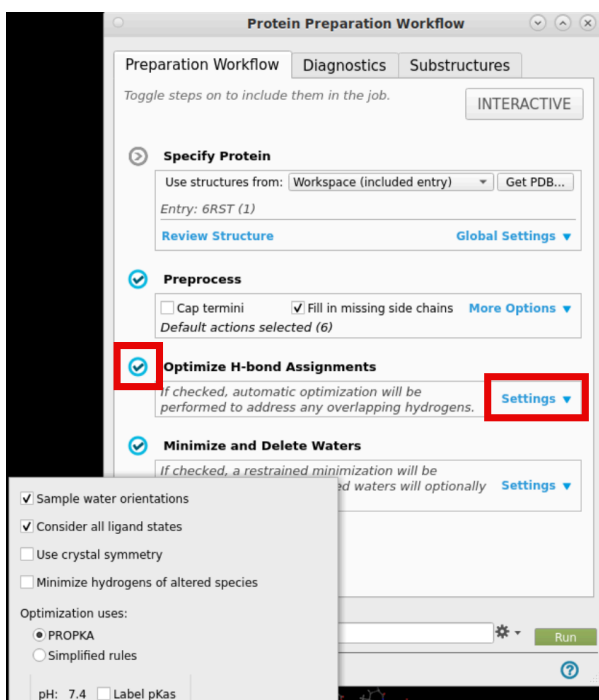 Protein Preparation Workflow
Preparation Workflow
Diagnostics
Substructures
Toggle steps on to include them in the job.
INTERACTIVE
Specify Protein
Use structures from: Workspace (included entry) Get PDB...
Entry: 6RST (1)
Review Structure Global Settings
Preprocess
Cap termini Fill in missing side chains More Options
Default actions selected (6)
Optimize H-bond Assignments
If checked, automatic optimization will be
performed to address any overlapping hydrogens.
Settings
Minimize and Delete Waters
If checked, a restrained minimization will be
ed waters will optionally Settings
Sample water orientations
Consider all ligand states
Use crystal symmetry
Minimize hydrogens of altered species
Optimization uses:
PROPKA
Simplified rules
pH: 7.4 Label pKas
Run